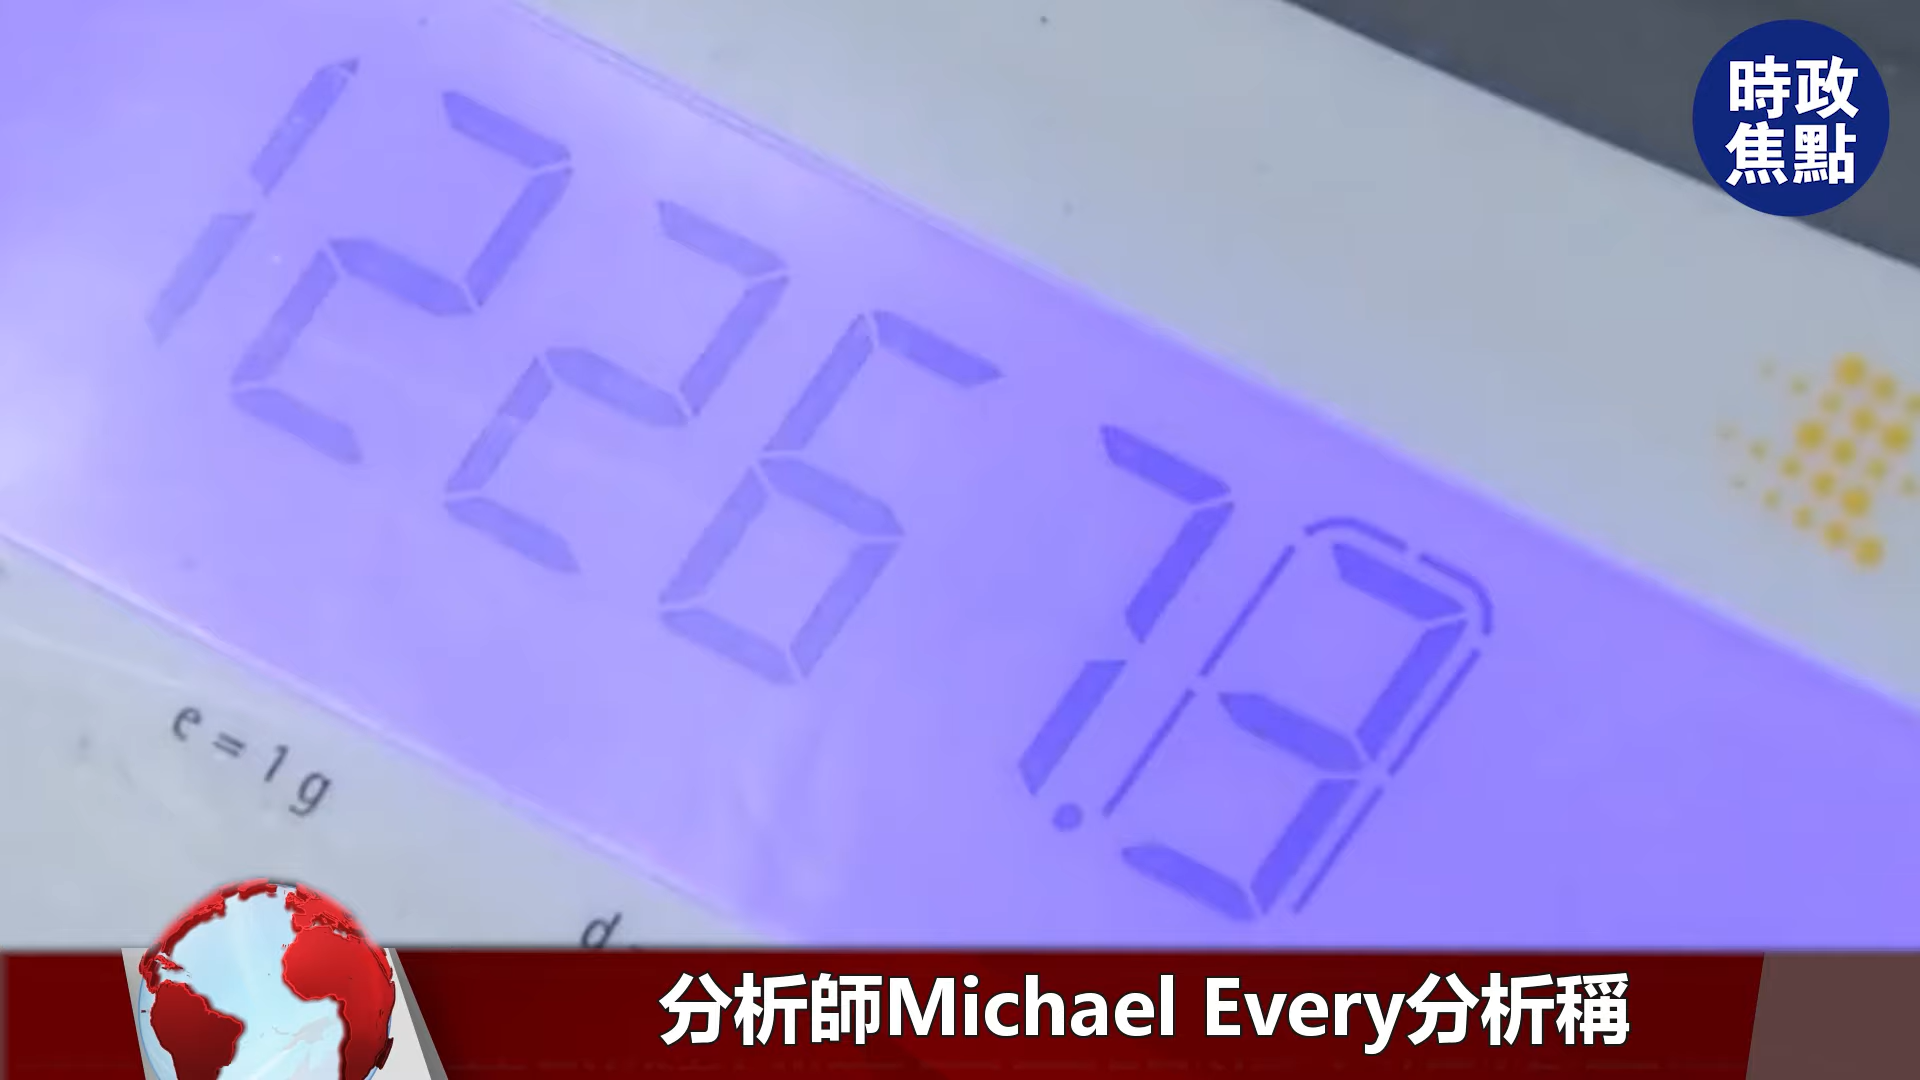 時政
焦點
12267.3
e = 1 g
d
分析師Michael Every分析稱